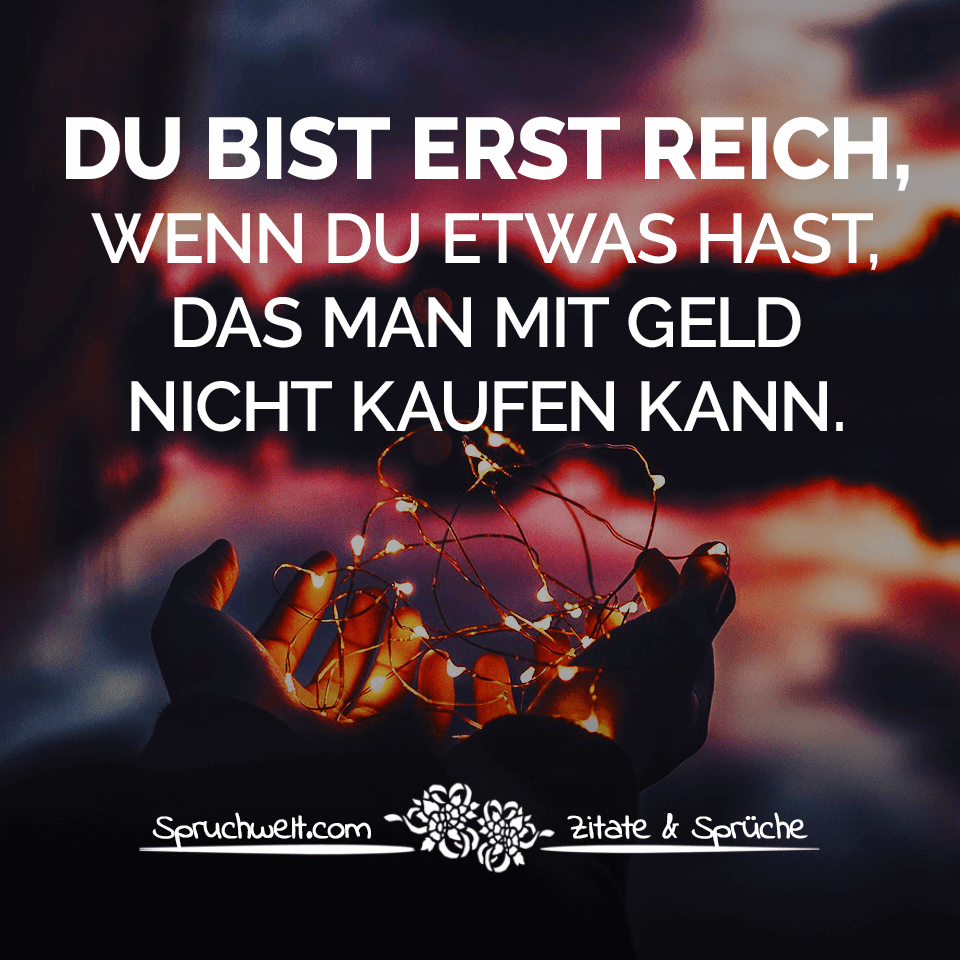 DU BIST ERST REICH,
WENN DU ETWAS HAST,
DAS MAN MIT GELD
NICHT KAUFEN KANN.
Spruchwelt.com Zitate & Sprüche